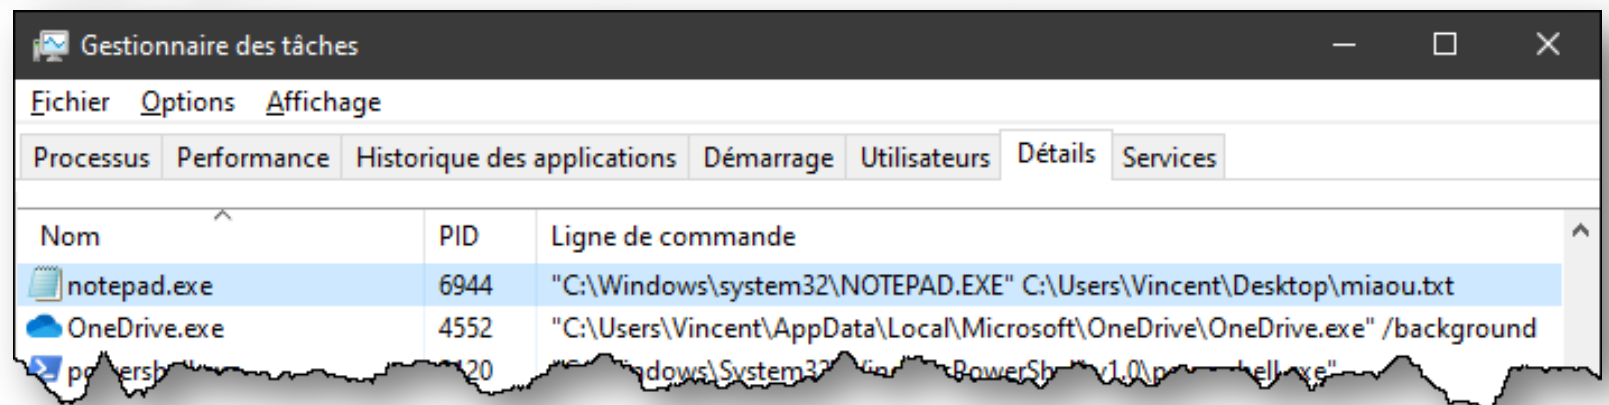 Gestionnaire des tâches
Fichier Options Affichage
Processus Performance Historique des applications Démarrage Utilisateurs Détails Services
Nom PID Ligne de commande
notepad.exe 6944 "C:\Windows\system32\NOTEPAD.EXE" C:\Users\Vincent\Desktop\miaou.txt
OneDrive.exe 4552 "C:\Users\Vincent\AppData\Local\Microsoft\OneDrive\OneDrive.exe" /background